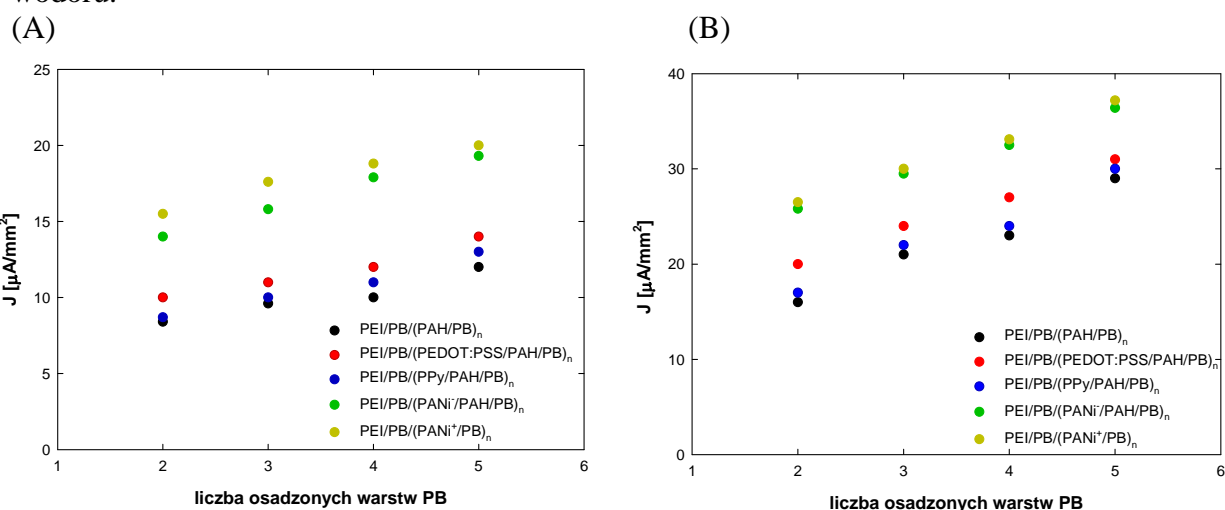 wodoru.
(A)
(B)
25
20
15
10
5
0
J [μA/mm²]
1 2 3 4 5 6
liczba osadzonych warstw PB
PEI/PB/(PAH/PB)n
PEI/PB/(PEDOT:PSS/PAH/PB)n
PEI/PB/(PPy/PAH/PB)n
PEI/PB/(PANi⁻/PAH/PB)n
PEI/PB/(PANi⁺/PB)n
40
30
20
10
0
J [μA/mm²]
1 2 3 4 5 6
liczba osadzonych warstw PB
PEI/PB/(PAH/PB)n
PEI/PB/(PEDOT:PSS/PAH/PB)n
PEI/PB/(PPy/PAH/PB)n
PEI/PB/(PANi⁻/PAH/PB)n
PEI/PB/(PANi⁺/PB)n